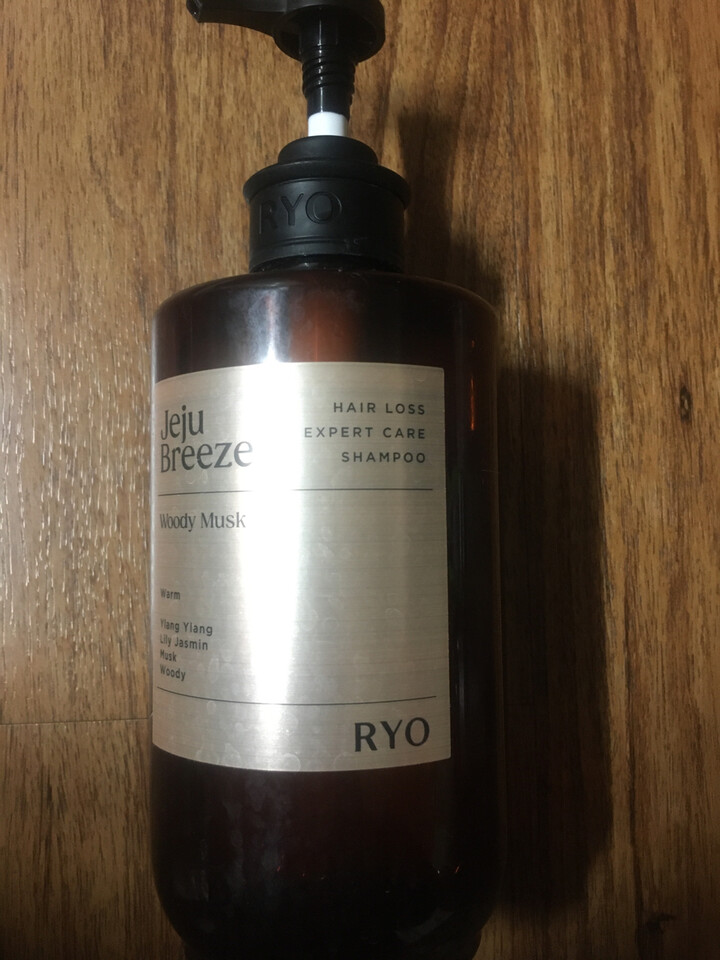 RYO
Jeju
Breeze
HAIR LOSS
EXPERT CARE
SHAMPOO
Woody Musk
Warm
Ylang Ylang
Lily Jasmin
Musk
Woody
RYO